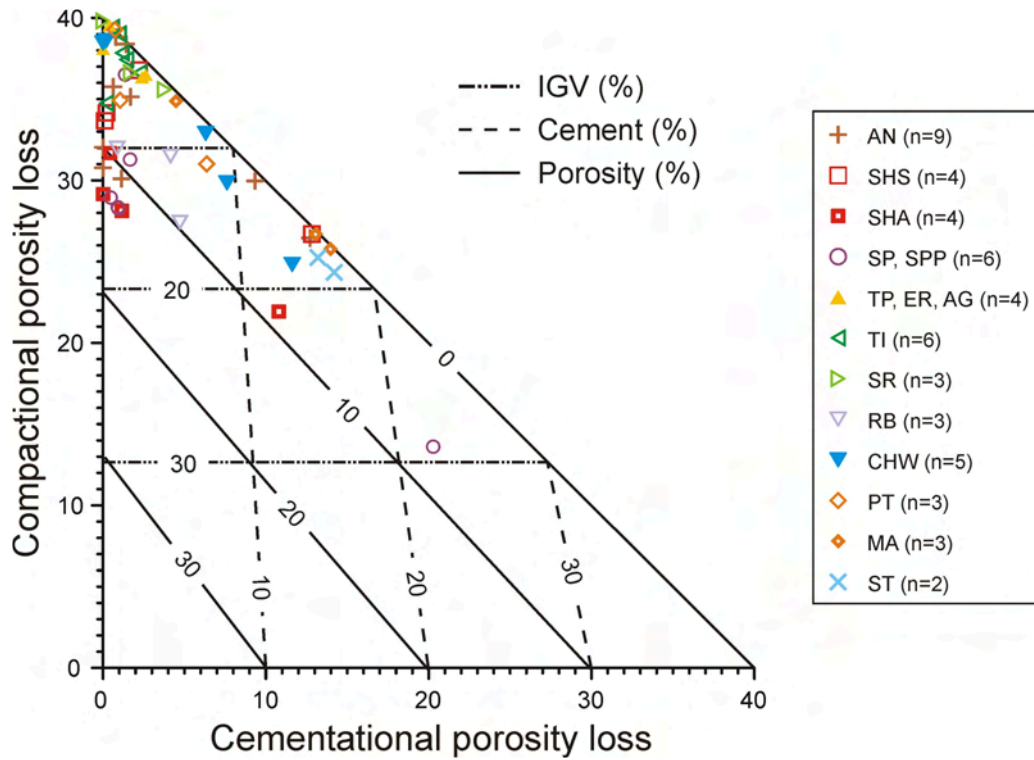 Compactional porosity loss
40
30
20
10
0
0
10
20
30
40
Cementational porosity loss
IGV (%)
Cement (%)
Porosity (%)
20
30
0
10
20
30
10
20
30
AN (n=9)
SHS (n=4)
SHA (n=4)
SP, SPP (n=6)
TP, ER, AG (n=4)
TI (n=6)
SR (n=3)
RB (n=3)
CHW (n=5)
PT (n=3)
MA (n=3)
ST (n=2)